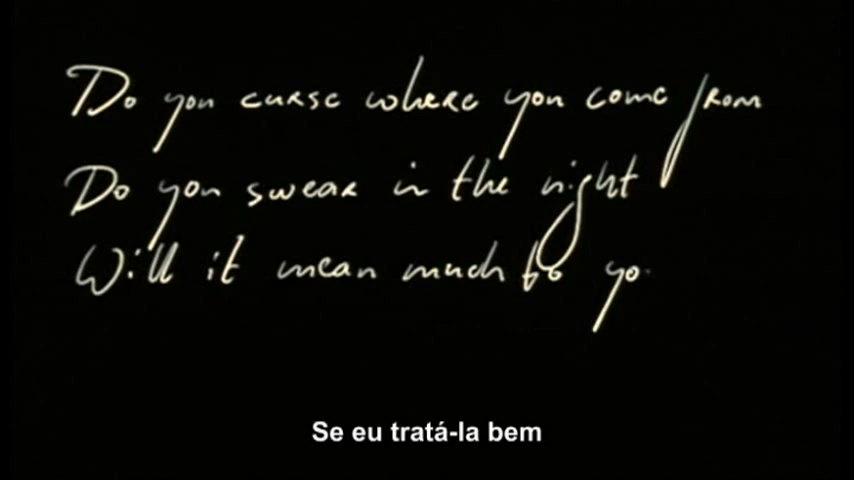 Do you curse where you come from
Do you swear in the night
Will it mean much to yo
Se eu tratá-la bem